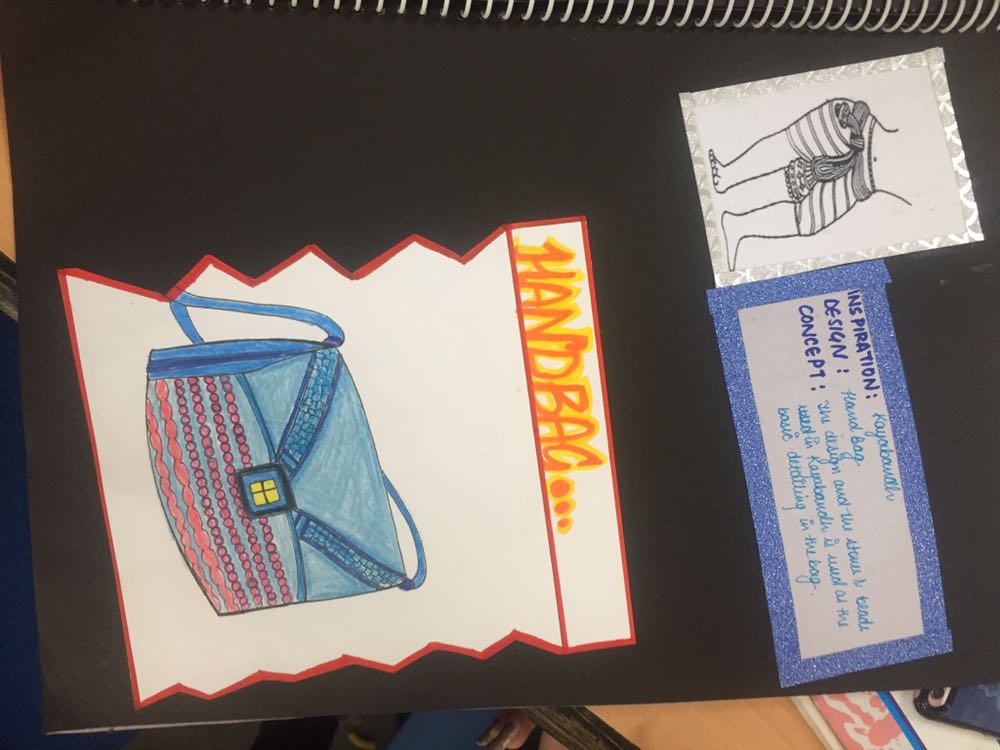 HANDBAG...
INSPIRATION: Kayabandh
DESIGN: Hand bag
CONCEPT: The design and the stones & beads
used in Kayabandh is used as the
basic detailing in the bag.